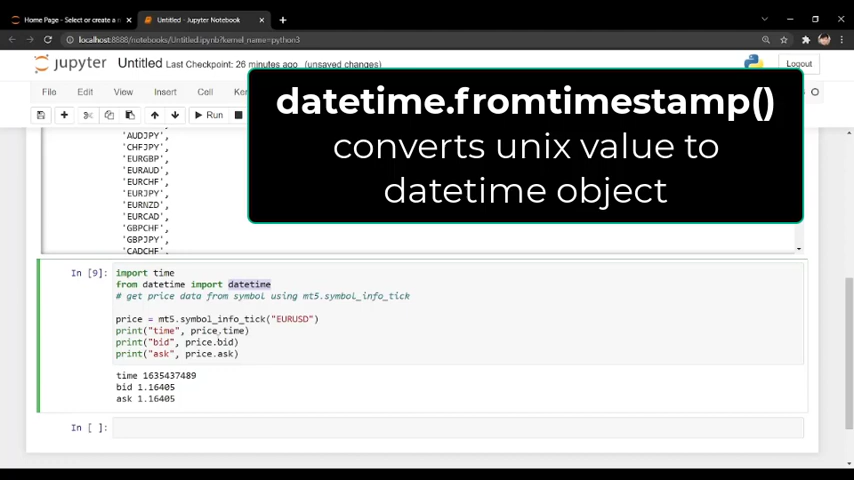 Home Page - Select or create a n
Untitled - Jupyter Notebook
localhost:8888/notebooks/Untitled.ipynb?kernel_name=python3
jupyter Untitled Last Checkpoint: 26 minutes ago (unsaved changes)
Logout
datetime.fromtimestamp()
converts unix value to
datetime object
File Edit View Insert Cell
Run
'AUDJPY',
'CHFJPY',
'EURGBP',
'EURAUD',
'EURCHF',
'EURJPY',
'EURNZD',
'EURCAD',
'GBPCHF',
'GBPJPY',
'CADCHF',
In [9]:
import time
from datetime import datetime
# get price data from symbol using mt5.symbol_info_tick
price = mt5.symbol_info_tick("EURUSD")
print("time", price.time)
print("bid", price.bid)
print("ask", price.ask)
time 1635437489
bid 1.16405
ask 1.16405
In [ ]: